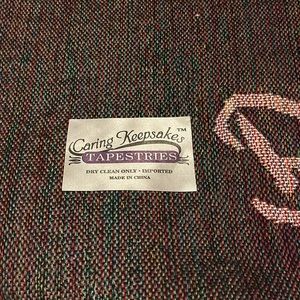 Caring Keepsakes™
TAPESTRIES
DRY CLEAN ONLY • IMPORTED
MADE IN CHINA